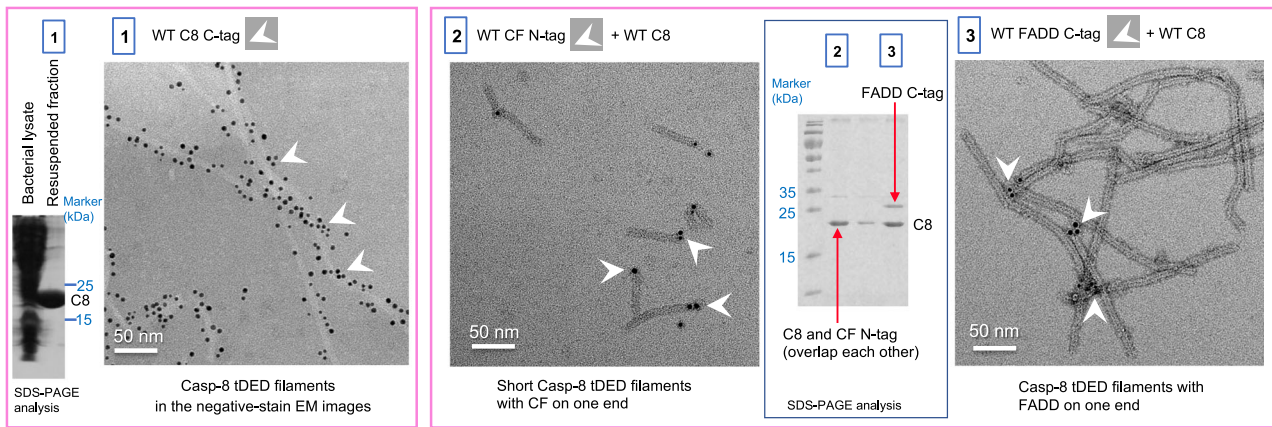 1
Bacterial lysate
Resuspended fraction
Marker
(kDa)
25
C8
15
SDS-PAGE
analysis
1 WT C8 C-tag
50 nm
Casp-8 tDED filaments
in the negative-stain EM images
2 WT CF N-tag + WT C8
50 nm
Short Casp-8 tDED filaments
with CF on one end
2 3
Marker
(kDa)
FADD C-tag
35
25
C8
15
C8 and CF N-tag
(overlap each other)
SDS-PAGE analysis
3 WT FADD C-tag + WT C8
50 nm
Casp-8 tDED filaments with
FADD on one end